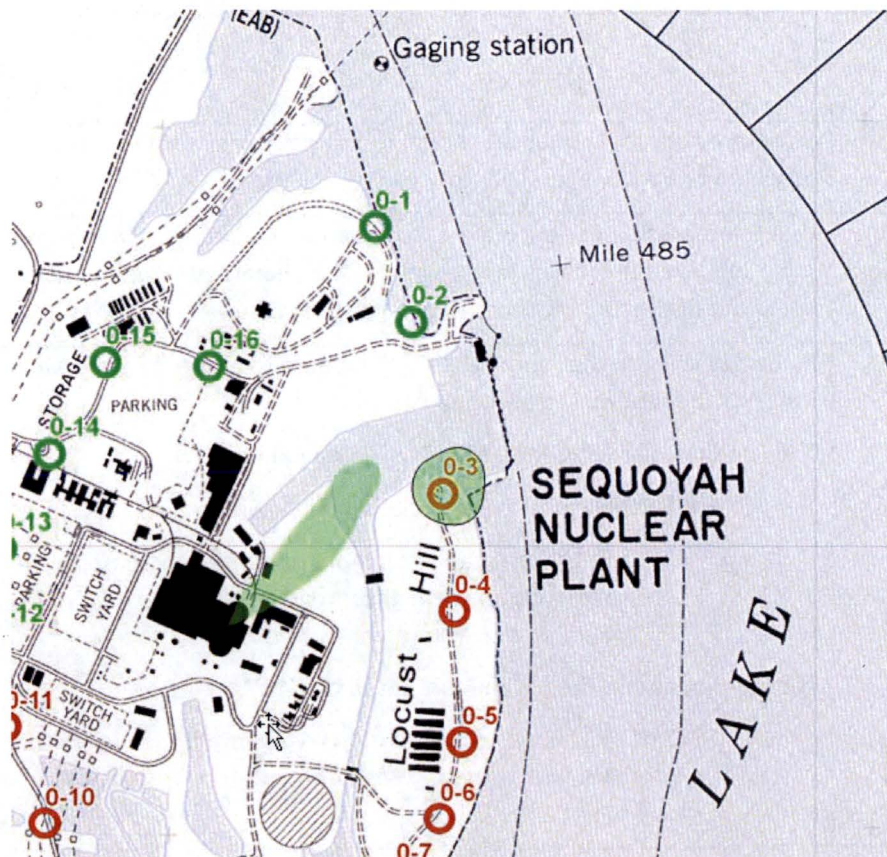 (EAB)
Gaging station
0-1
Mile 485
0-2
0-15
0-16
STORAGE
PARKING
0-14
0-3
SEQUOYAH
NUCLEAR
PLANT
0-13
PARKING
SWITCH
YARD
Hill
0-4
-12
Locust
LAKE
0-11
SWITCH
YARD
0-5
0-10
0-6
0-7